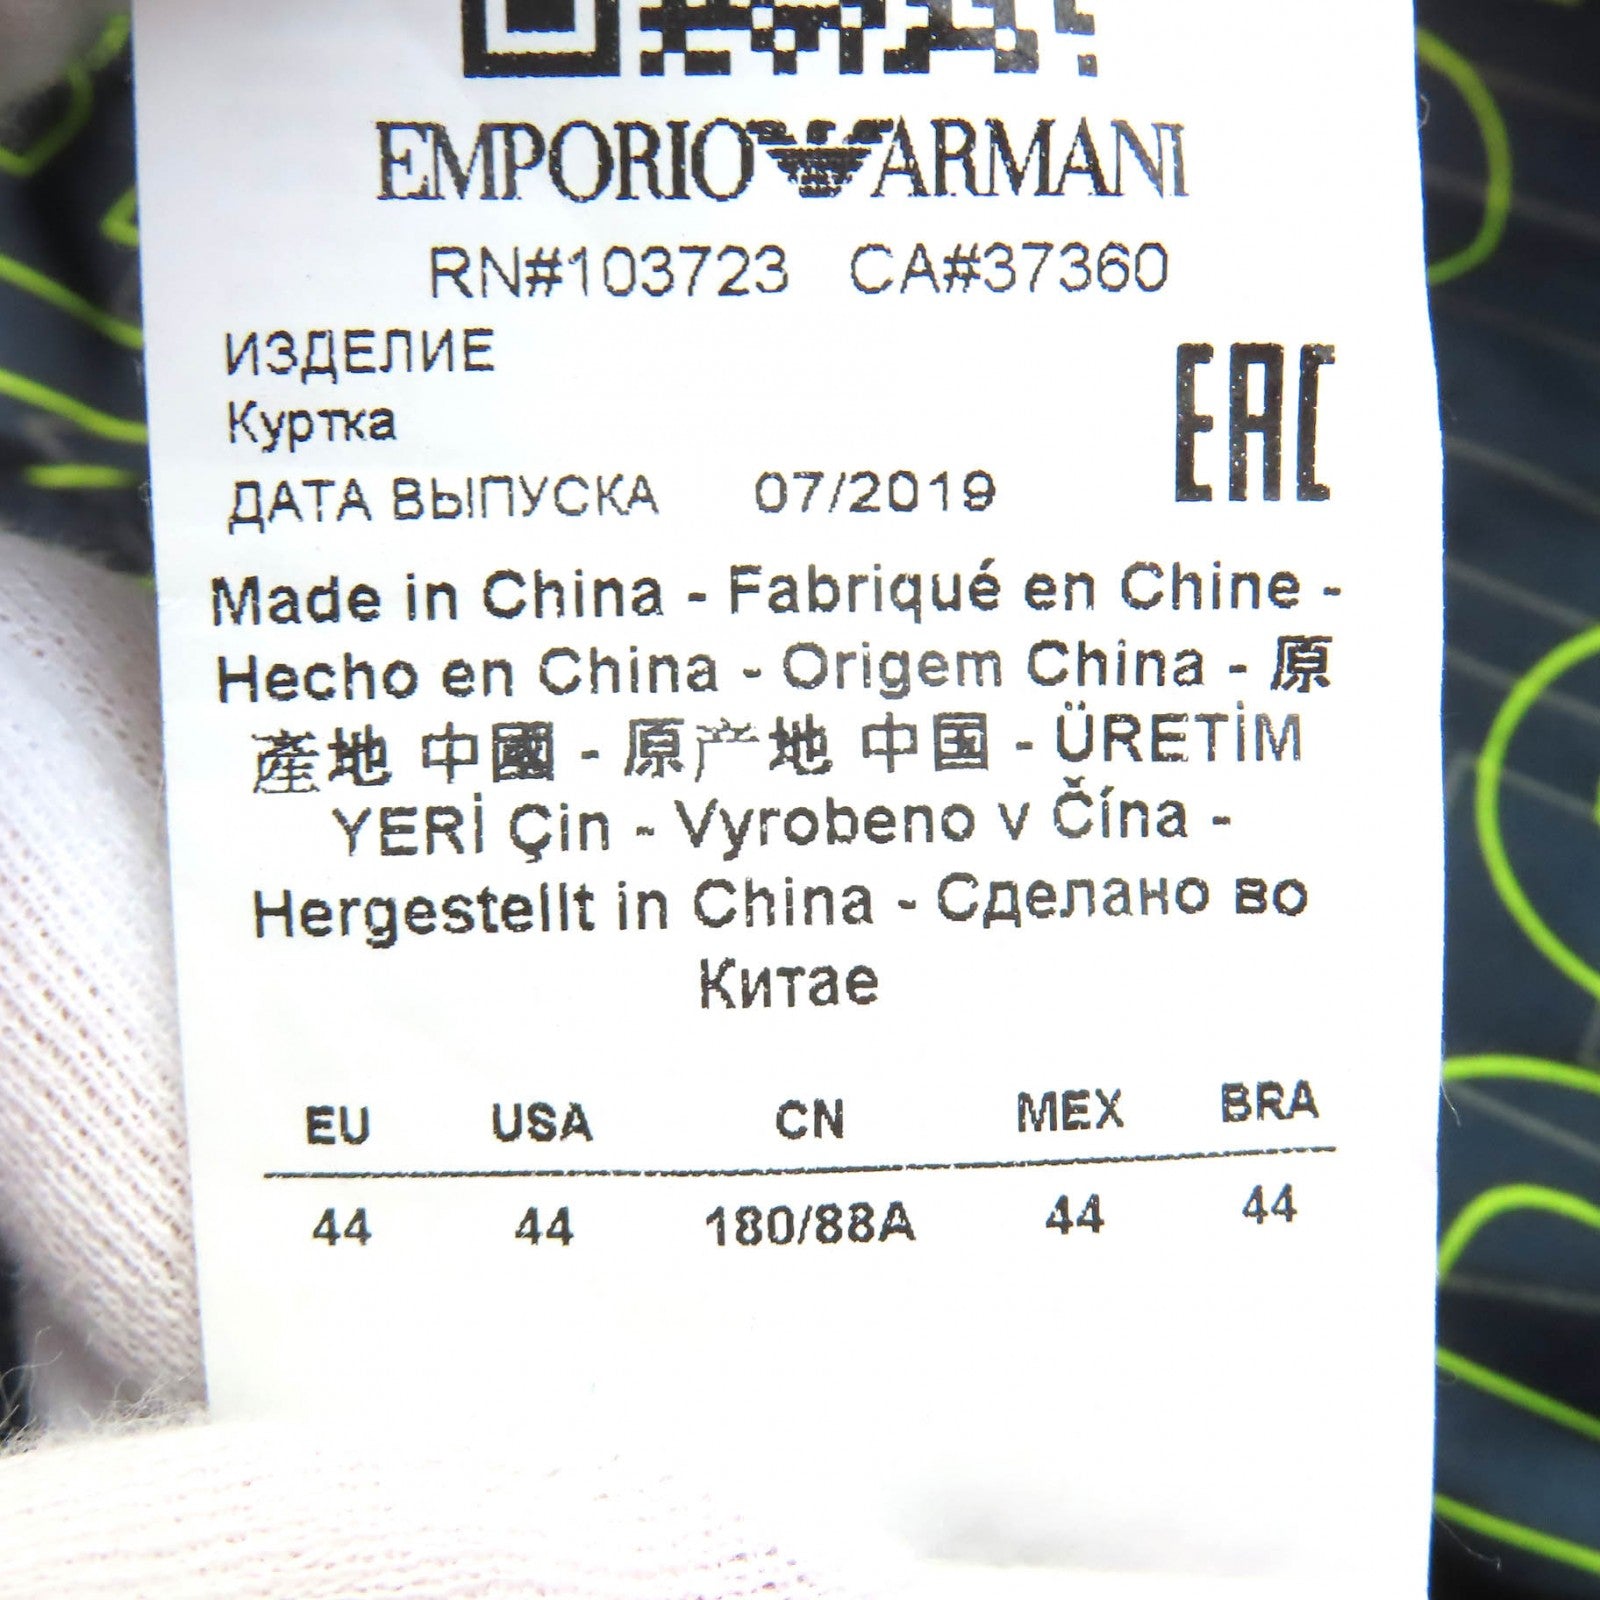 EMPORIO ARMANI
RN#103723 CA#37360
ИЗДЕЛИЕ
Куртка
EAC
ДАТА ВЫПУСКА 07/2019
Made in China - Fabriqué en Chine -
Hecho en China - Origem China - 原
產地 中國 - 原产地 中国 - ÜRETİM
YERİ Çin - Vyrobeno v Čína -
Hergestellt in China - Сделано во
Китае
EU USA CN MEX BRA
44 44 180/88A 44 44